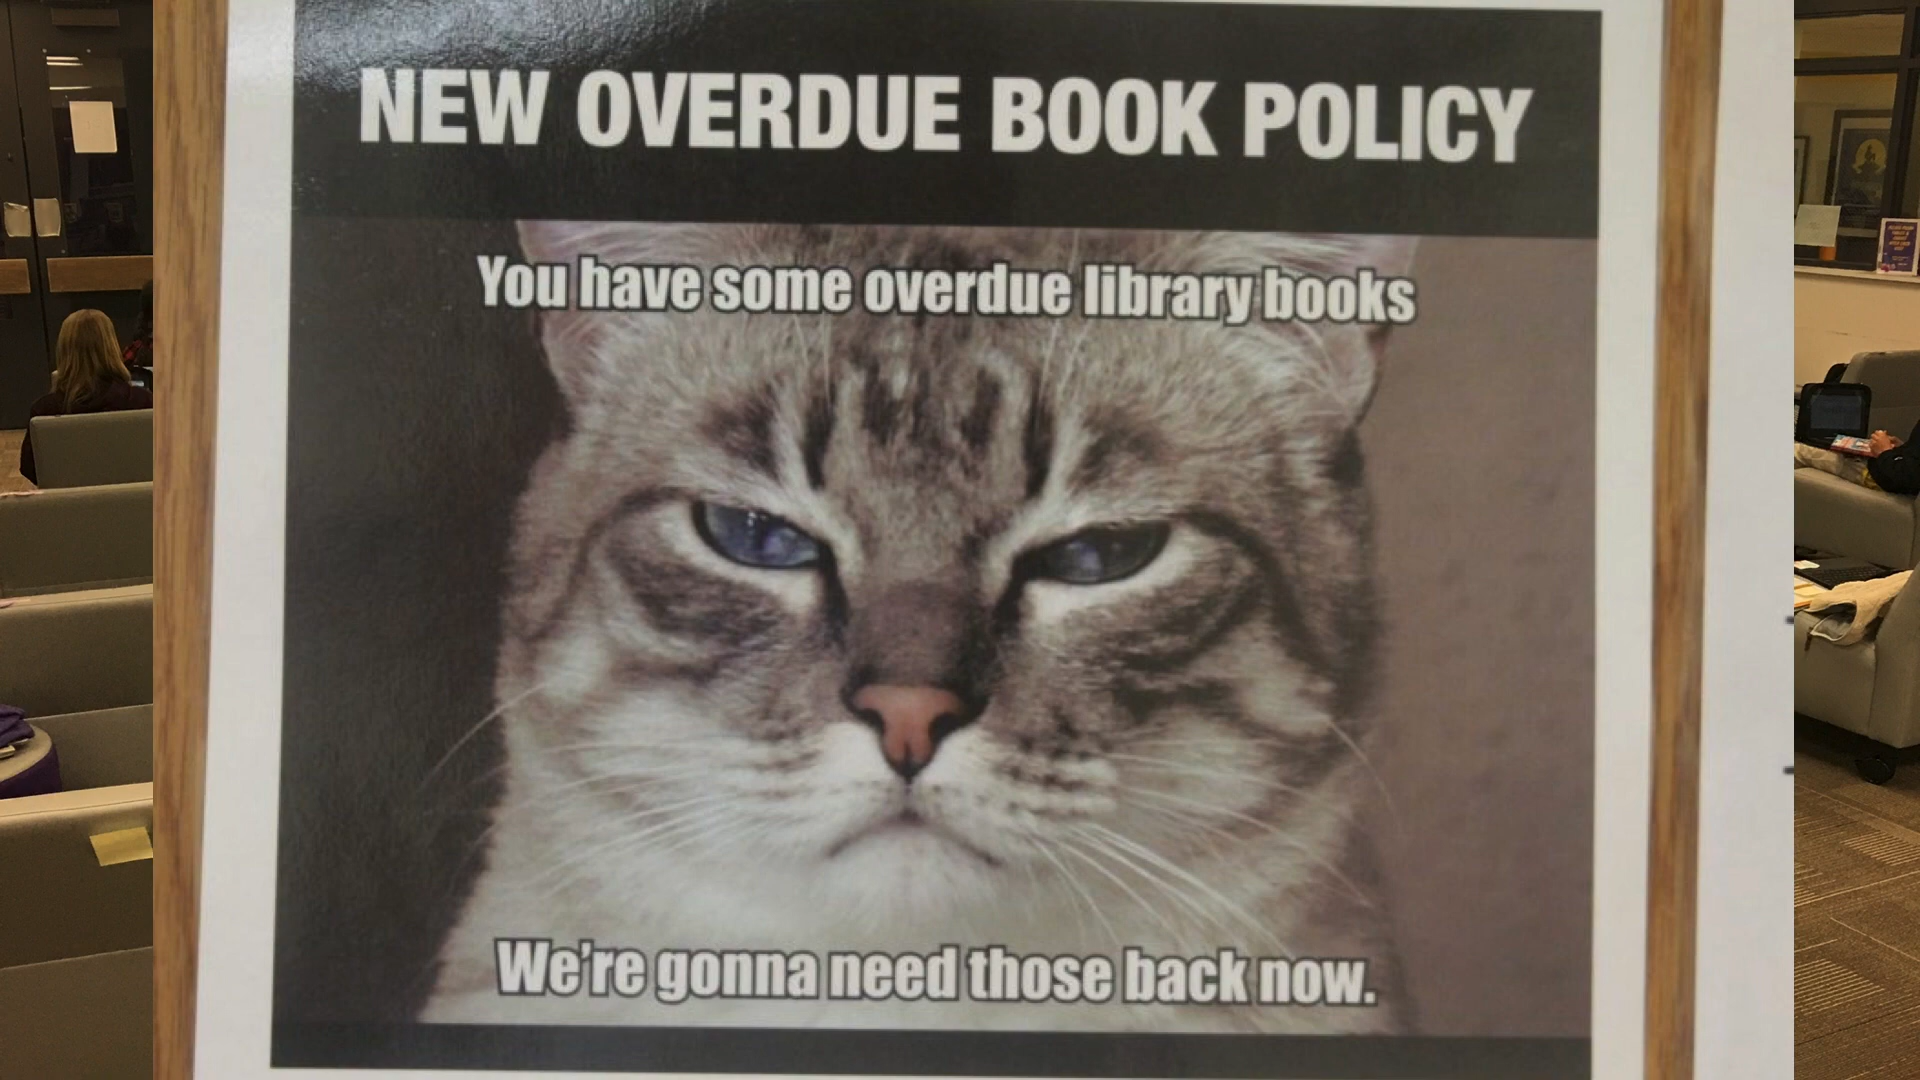 NEW OVERDUE BOOK POLICY
You have some overdue library books
We're gonna need those back now.